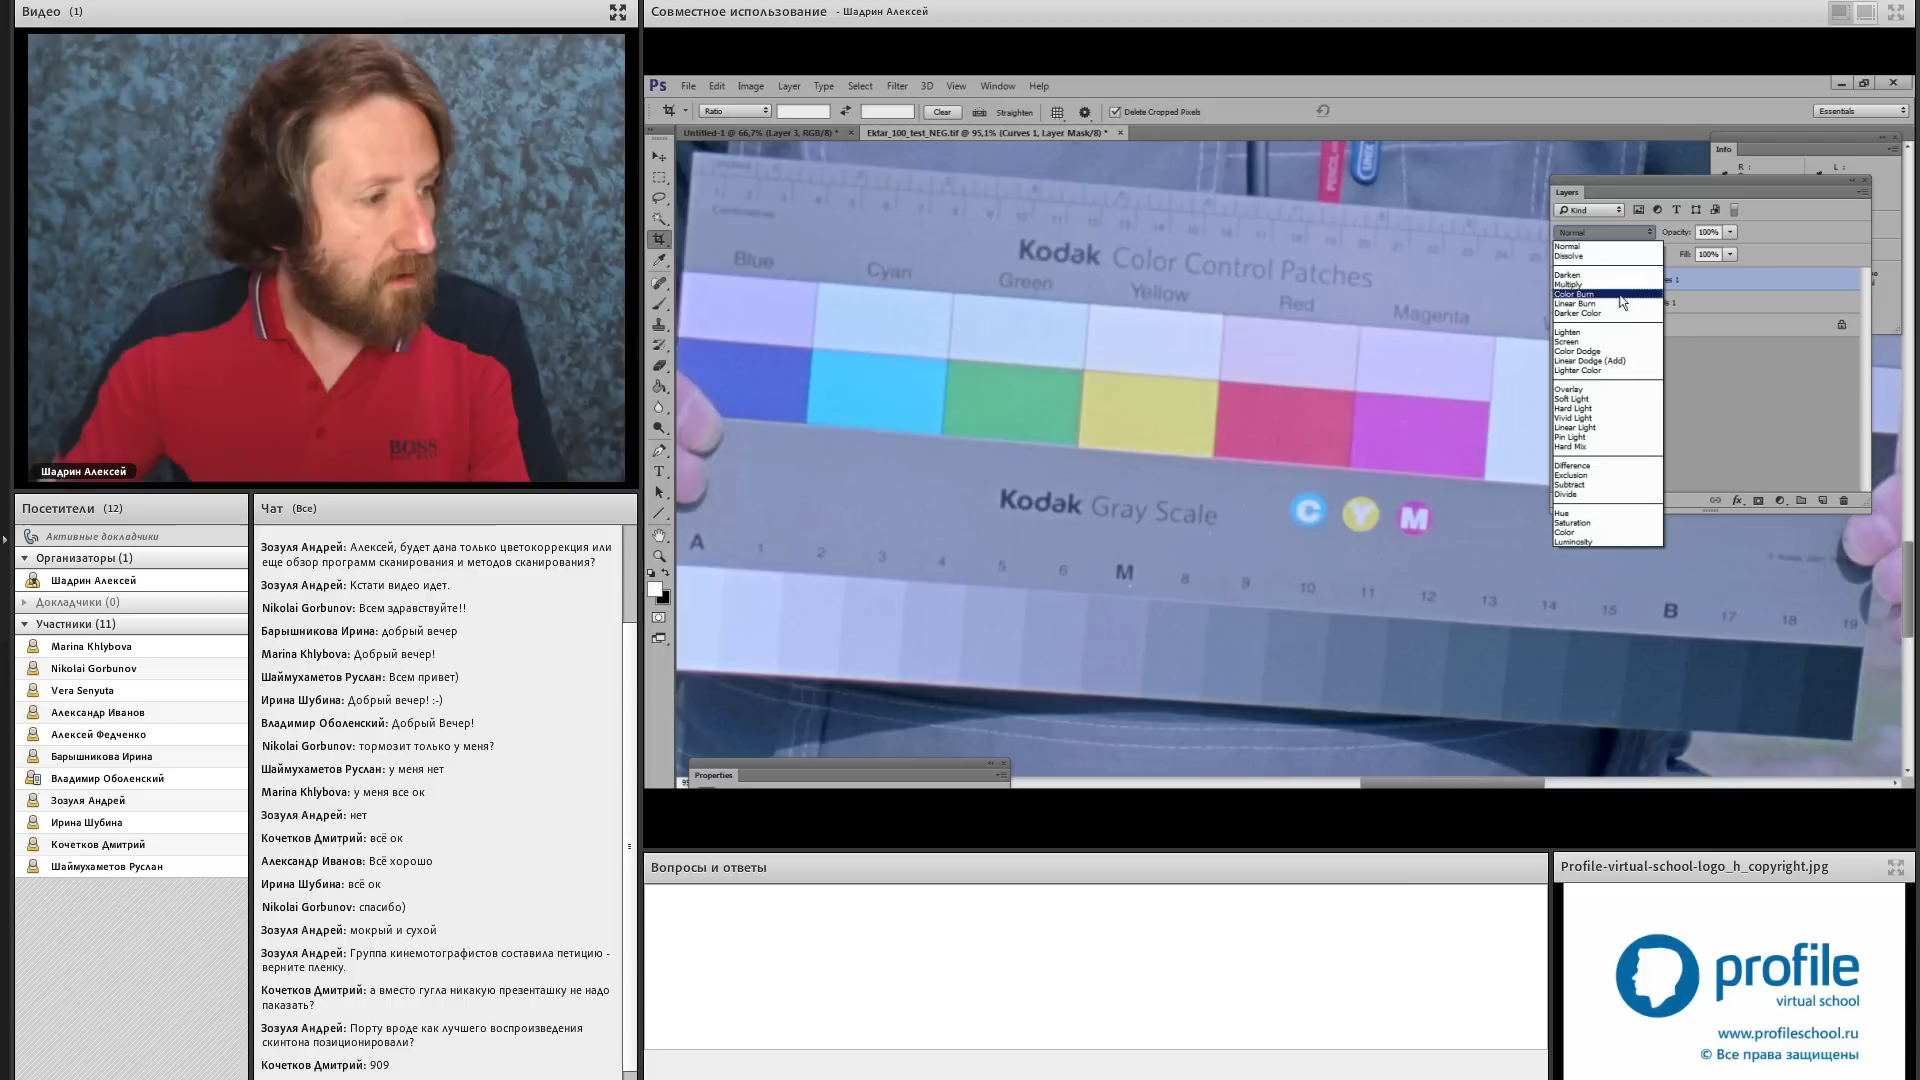 Видео (1)
BOSS
Шадрин Алексей
Посетители (12)
Активные докладчики
Организаторы (1)
Шадрин Алексей
Докладчики (0)
Участники (11)
Marina Khlybova
Nikolai Gorbunov
Vera Senyuta
Александр Иванов
Алексей Федченко
Барышникова Ирина
Владимир Оболенский
Зозуля Андрей
Ирина Шубина
Кочетков Дмитрий
Шаймухаметов Руслан
Чат (Все)
Зозуля Андрей: Алексей, будет дана только цветокоррекция или
еще обзор программ сканирования и методов сканирования?
Зозуля Андрей: Кстати видео идет.
Nikolai Gorbunov: Всем здравствуйте!!
Барышникова Ирина: добрый вечер
Marina Khlybova: Добрый вечер!
Шаймухаметов Руслан: Всем привет)
Ирина Шубина: Добрый вечер! :-)
Владимир Оболенский: Добрый Вечер!
Nikolai Gorbunov: тормозит только у меня?
Шаймухаметов Руслан: у меня нет
Marina Khlybova: у меня все ок
Зозуля Андрей: нет
Кочетков Дмитрий: всё ок
Александр Иванов: Всё хорошо
Ирина Шубина: всё ок
Nikolai Gorbunov: спасибо)
Зозуля Андрей: мокрый и сухой
Зозуля Андрей: Группа кинемотографистов составила петицию -
верните пленку.
Кочетков Дмитрий: а вместо гугла никакую презенташку не надо
паказать?
Зозуля Андрей: Порту вроде как лучшего воспроизведения
скинтона позиционировали?
Кочетков Дмитрий: 909
Совместное использование - Шадрин Алексей
Ps File Edit Image Layer Type Select Filter 3D View Window Help
Ratio Clear Straighten Delete Cropped Pixels Essentials
Untitled-1 @ 66,7% (Layer 3, RGB/8) * × Ektar_100_test_NEG.tif @ 95,1% (Curves 1, Layer Mask/8) * ×
PENCIL
Centimetres
Kodak Color Control Patches
Blue Cyan Green Yellow Red Magenta
Kodak Gray Scale
C Y M
A 1 2 3 4 5 6 M 8 9 10 11 12 13 14 15 B 17 18 19
Properties
Info
R : L :
Layers
Kind
Normal Opacity: 100%
Fill: 100%
Normal
Dissolve
Darken
Multiply
Color Burn
Linear Burn
Darker Color
Lighten
Screen
Color Dodge
Linear Dodge (Add)
Lighter Color
Overlay
Soft Light
Hard Light
Vivid Light
Linear Light
Pin Light
Hard Mix
Difference
Exclusion
Subtract
Divide
Hue
Saturation
Color
Luminosity
Вопросы и ответы
Profile-virtual-school-logo_h_copyright.jpg
profile
virtual school
www.profileschool.ru
© Все права защищены